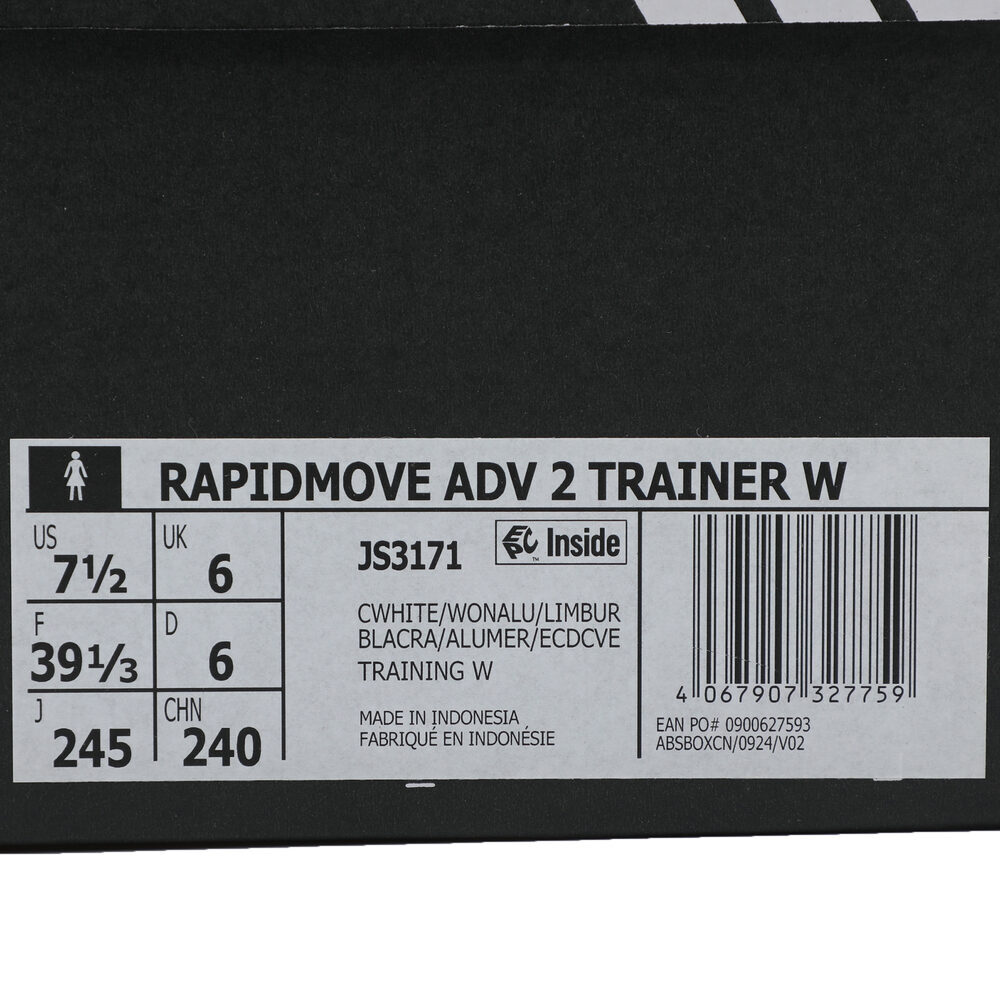 RAPIDMOVE ADV 2 TRAINER W
US 7½
UK 6
F 39⅓
D 6
J 245
CHN 240
JS3171
EPC Inside
™
CWHITE/WONALU/LIMBUR
BLACRA/ALUMER/ECDCVE
TRAINING W
MADE IN INDONESIA
FABRIQUÉ EN INDONÉSIE
4 067907 327759
EAN PO# 0900627593
ABSBOXCN/0924/V02